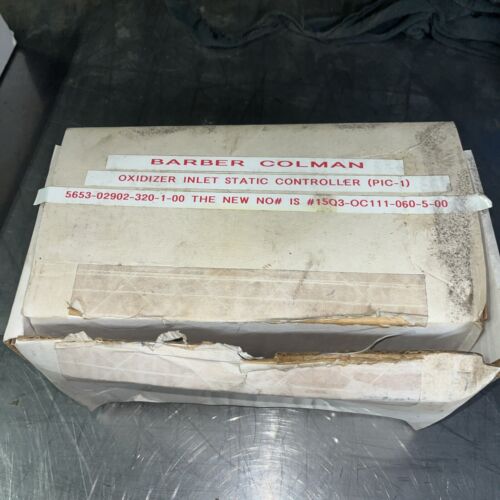 BARBER COLMAN
OXIDIZER INLET STATIC CONTROLLER (PIC-1)
5653-02902-320-1-00 THE NEW NO# IS #15Q3-OC111-060-5-00